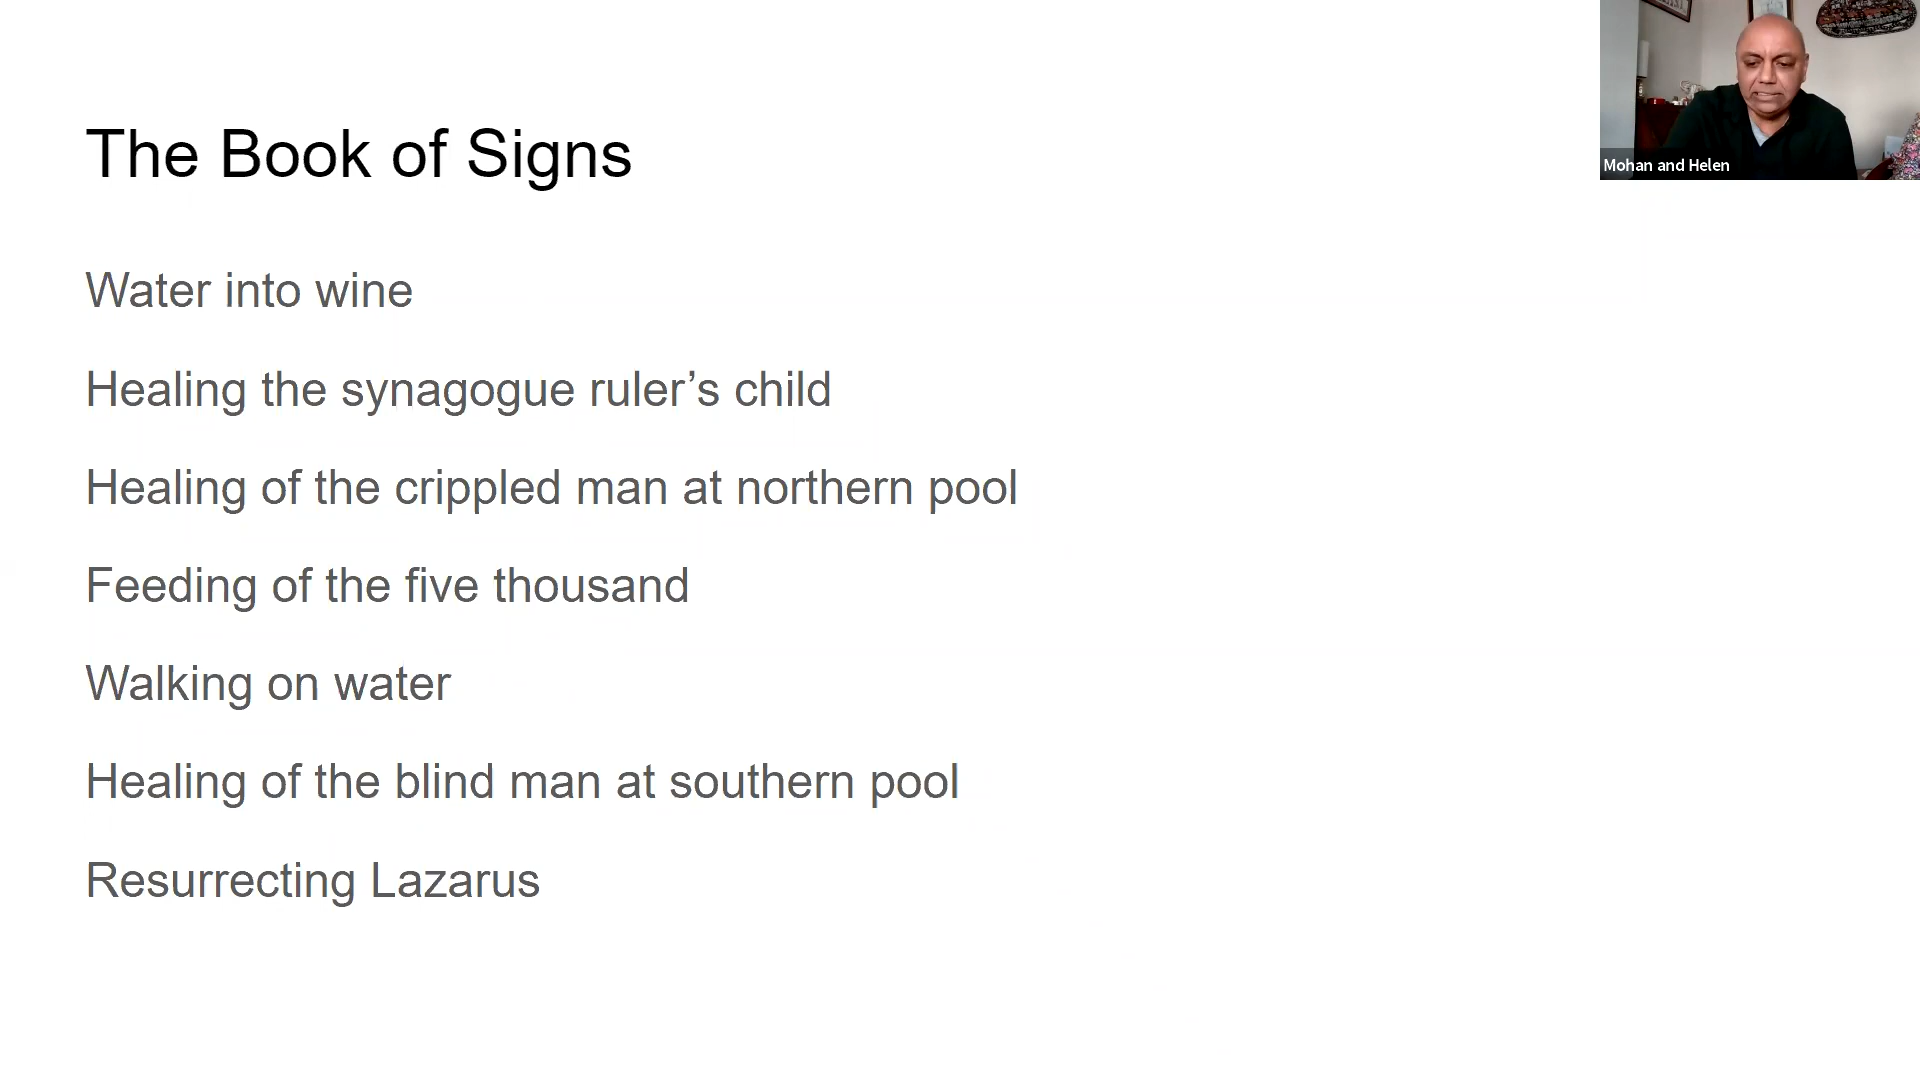 The Book of Signs
Water into wine
Healing the synagogue ruler’s child
Healing of the crippled man at northern pool
Feeding of the five thousand
Walking on water
Healing of the blind man at southern pool
Resurrecting Lazarus
Mohan and Helen